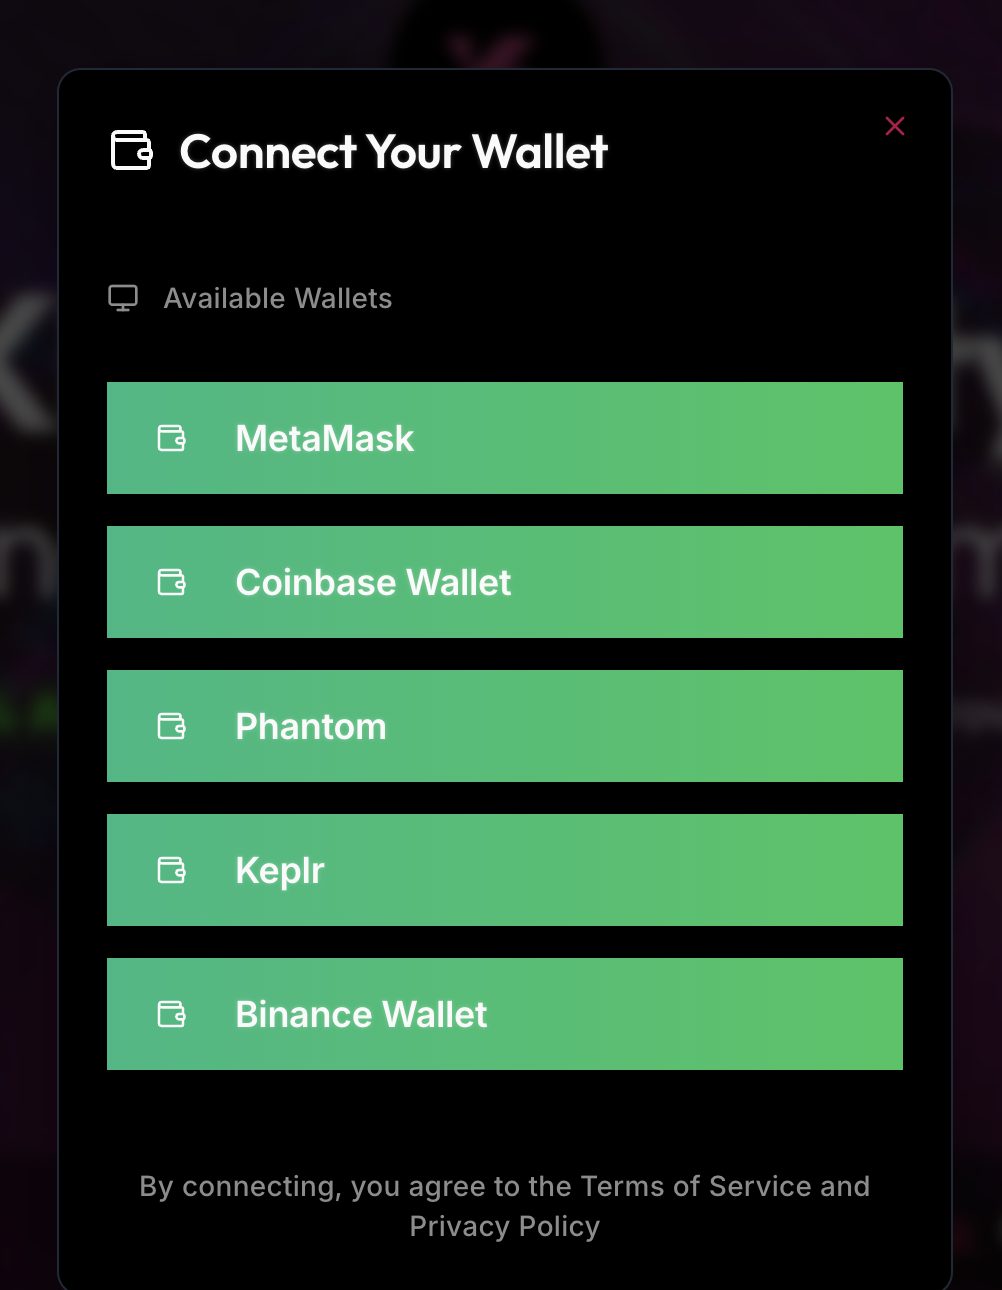 Connect Your Wallet
Available Wallets
MetaMask
Coinbase Wallet
Phantom
Keplr
Binance Wallet
By connecting, you agree to the Terms of Service and
Privacy Policy